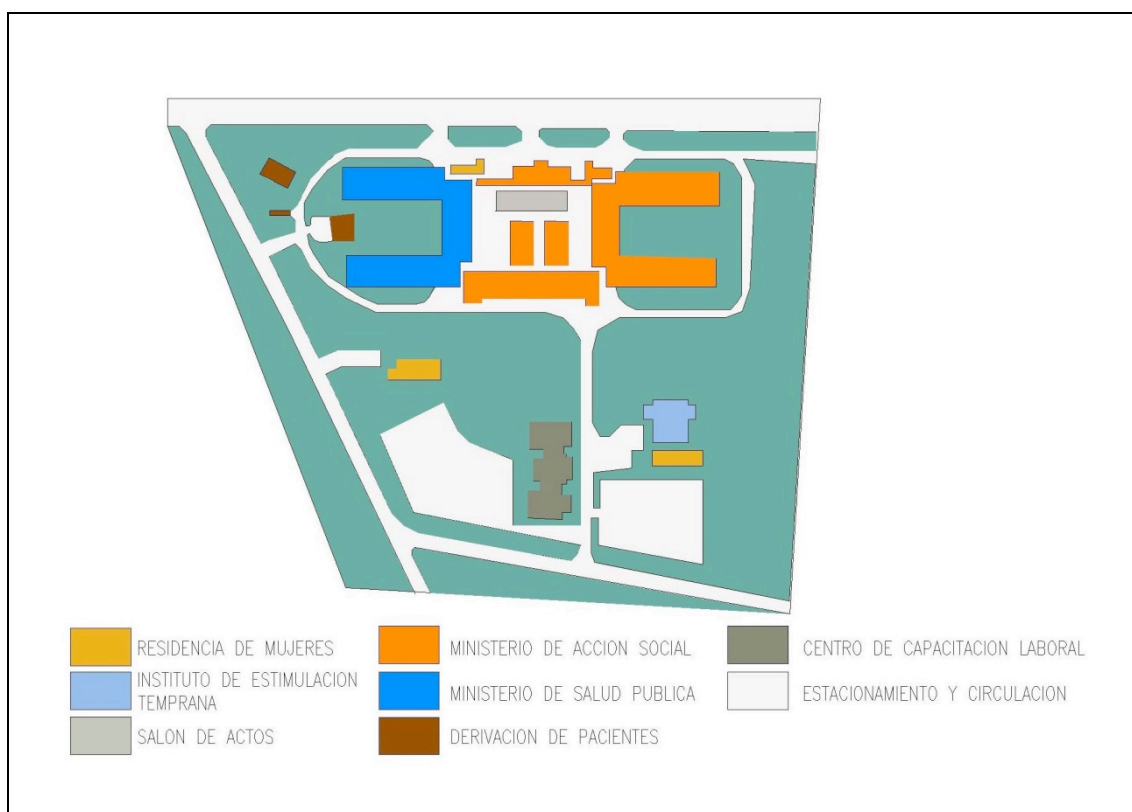 RESIDENCIA DE MUJERES
INSTITUTO DE ESTIMULACION
TEMPRANA
SALON DE ACTOS
MINISTERIO DE ACCION SOCIAL
MINISTERIO DE SALUD PUBLICA
DERIVACION DE PACIENTES
CENTRO DE CAPACITACION LABORAL
ESTACIONAMIENTO Y CIRCULACION